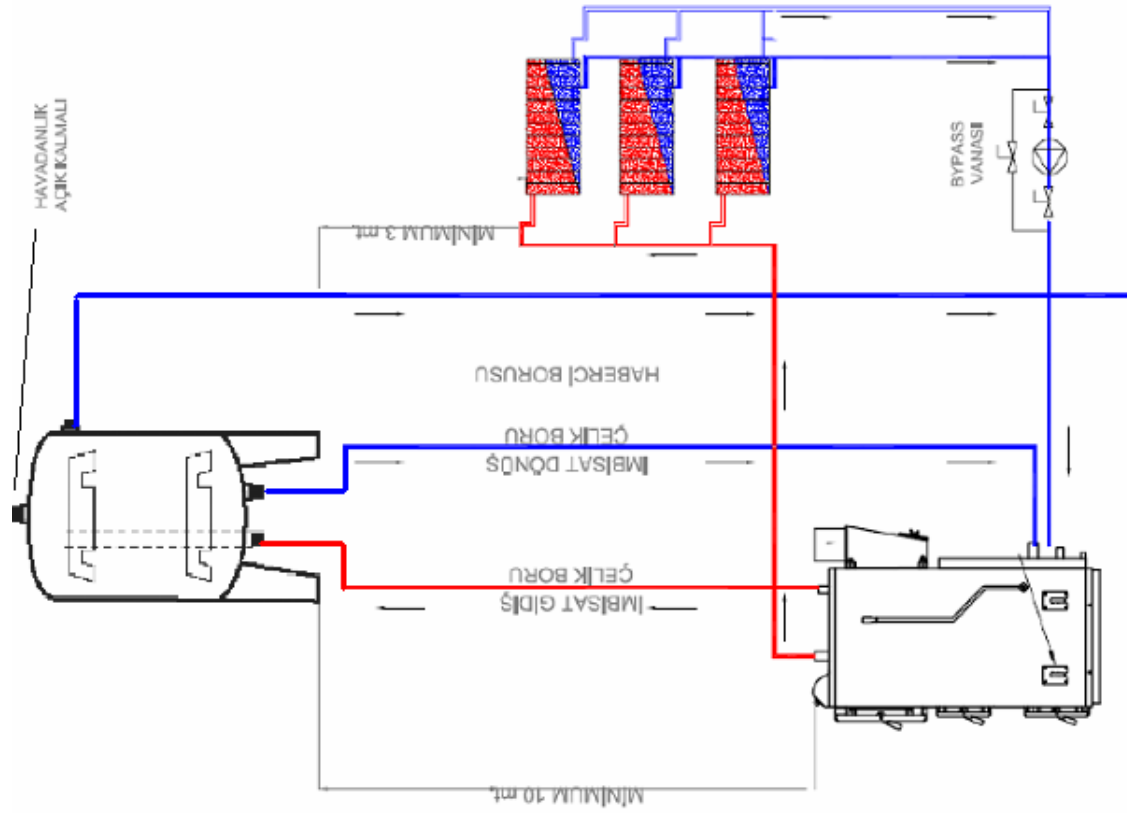 HAVADANLIK
AÇIK KALMALI
MİNİMUM 3 mt.
BYPASS
VANASI
HABERCİ BORUSU
ÇELİK BORU
İMBİSAT DÖNÜŞ
ÇELİK BORU
İMBİSAT GİDİŞ
MİNİMUM 10 mt.